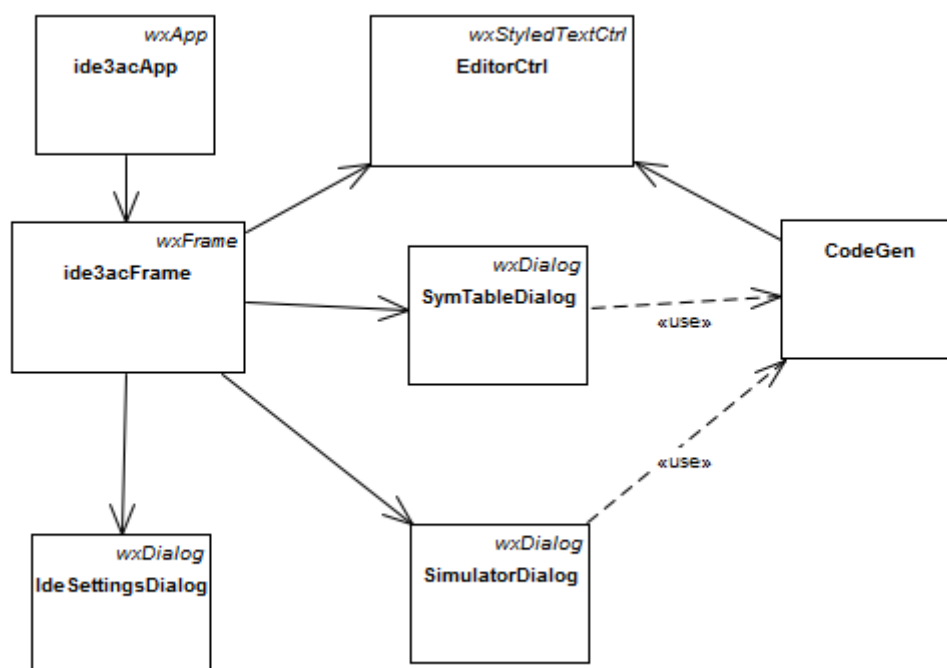 wxApp
ide3acApp
wxStyledTextCtrl
EditorCtrl
wxFrame
ide3acFrame
wxDialog
SymTableDialog
CodeGen
«use»
«use»
wxDialog
IdeSettingsDialog
wxDialog
SimulatorDialog